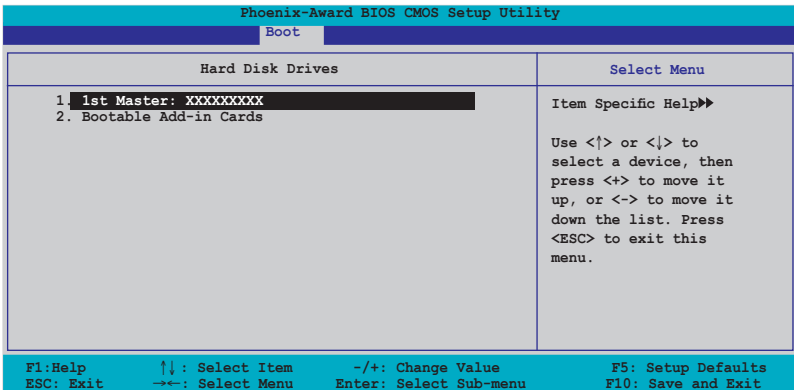 Phoenix-Award BIOS CMOS Setup Utility
Boot
Hard Disk Drives
Select Menu
1. 1st Master: XXXXXXXXX
2. Bootable Add-in Cards
Item Specific Help▶▶
Use <↑> or <↓> to
select a device, then
press <+> to move it
up, or <-> to move it
down the list. Press
<ESC> to exit this
menu.
F1:Help ↑↓: Select Item -/+: Change Value F5: Setup Defaults
ESC: Exit →←: Select Menu Enter: Select Sub-menu F10: Save and Exit